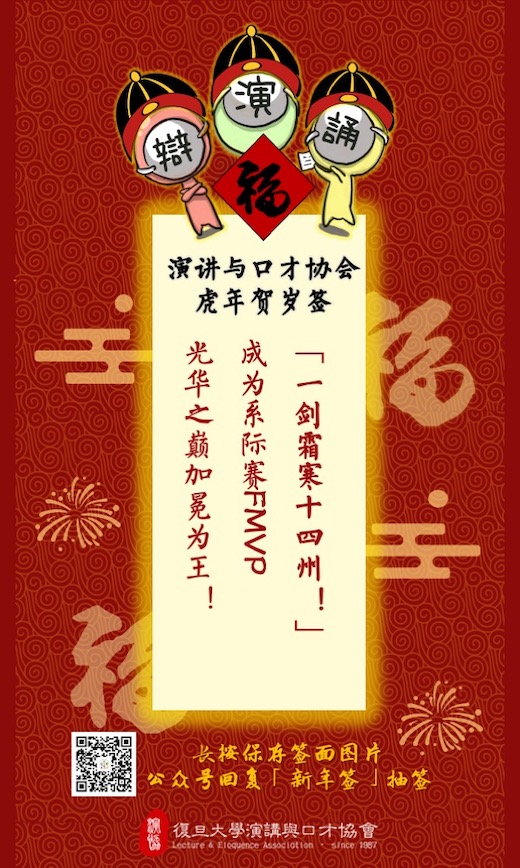 辯
演
誦
福
演讲与口才协会
虎年贺岁签
「一剑霜寒十四州！」
成为系际赛FMVP
光华之巅加冕为王！
福
福
长按保存签面图片
公众号回复「新年签」抽签
復旦大學演講與口才協會
Lecture & Eloquence Association · since 1987